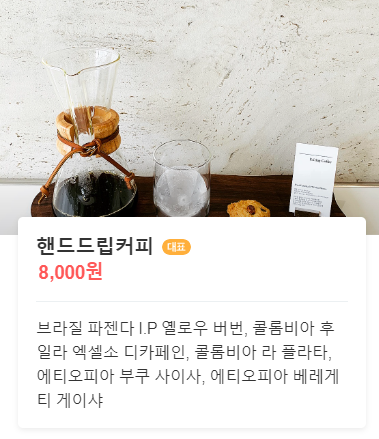 핸드드립커피 대표
8,000원
브라질 파젠다 I.P 옐로우 버번, 콜롬비아 후
일라 엑셀소 디카페인, 콜롬비아 라 플라타,
에티오피아 부쿠 사이사, 에티오피아 베레게
티 게이샤